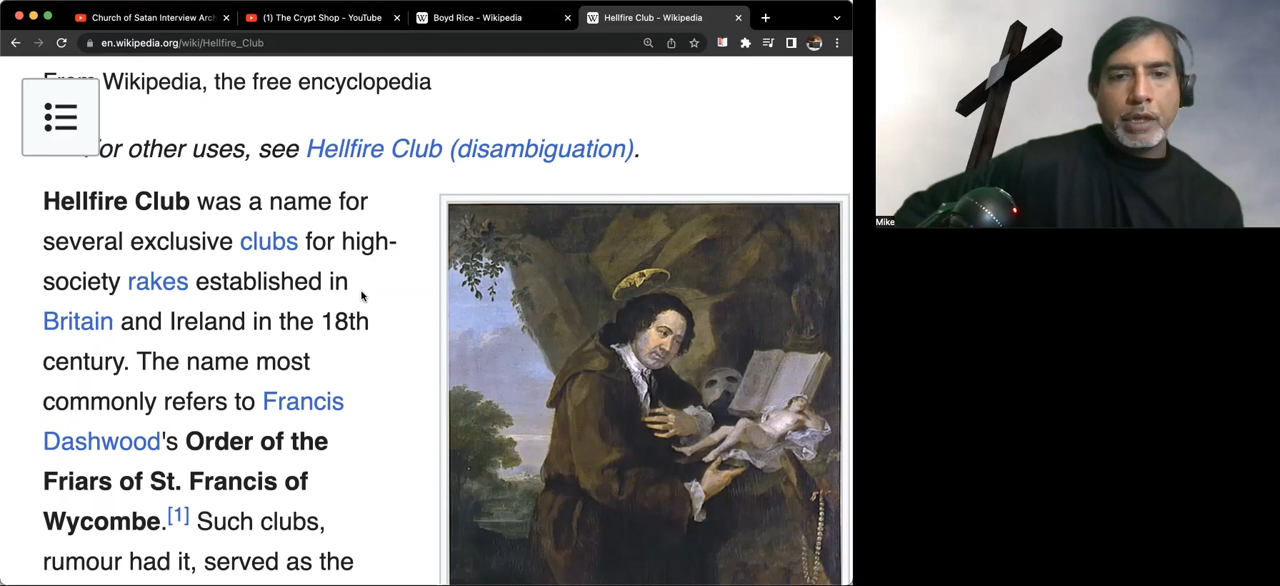 Church of Satan Interview Arc
(1) The Crypt Shop - YouTube
Boyd Rice - Wikipedia
Hellfire Club - Wikipedia
en.wikipedia.org/wiki/Hellfire_Club
From Wikipedia, the free encyclopedia
or other uses, see Hellfire Club (disambiguation).
Hellfire Club was a name for
several exclusive clubs for high-
society rakes established in
Britain and Ireland in the 18th
century. The name most
commonly refers to Francis
Dashwood's Order of the
Friars of St. Francis of
Wycombe.[1] Such clubs,
rumour had it, served as the
Mike